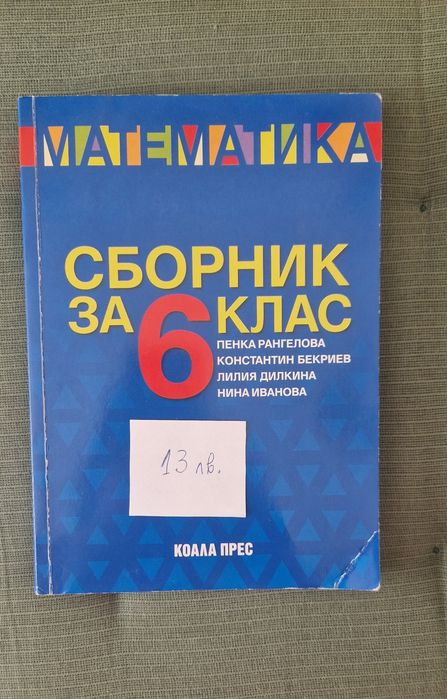 МАТЕМАТИКА
СБОРНИК
ЗА 6 КЛАС
ПЕНКА РАНГЕЛОВА
КОНСТАНТИН БЕКРИЕВ
ЛИЛИЯ ДИЛКИНА
НИНА ИВАНОВА
13 лв.
КОАЛА ПРЕС